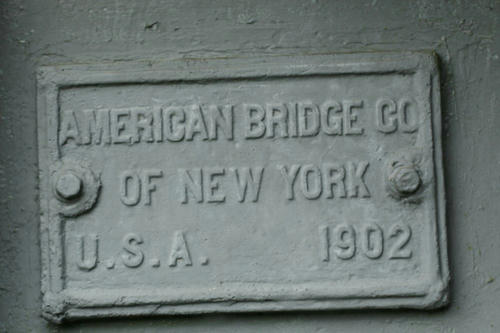 AMERICAN BRIDGE CO
OF NEW YORK
U.S.A. 1902